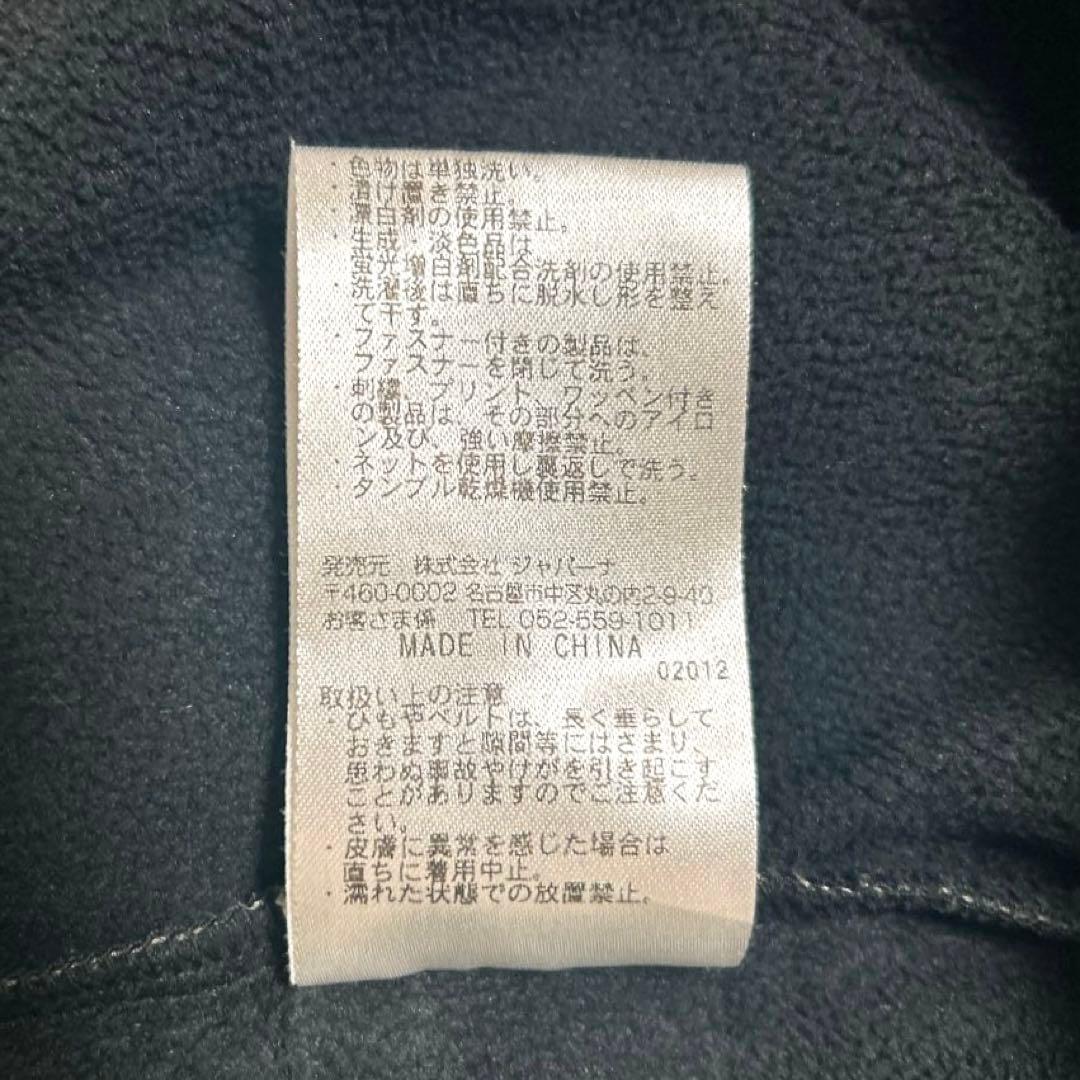 ・色物は単独洗い。
・漬け置き禁止。
・漂白剤の使用禁止。
・生成・淡色品は、
蛍光増白剤配合洗剤の使用禁止。
・洗濯後は直ちに脱水し形を整え
て干す。
・ファスナー付きの製品は、
ファスナーを閉じて洗う。
・刺繍、プリント、ワッペン付き
の製品は、その部分へのアイロ
ン及び、強い摩擦禁止。
・ネットを使用し裏返しで洗う。
・タンブル乾燥機使用禁止。
発売元 株式会社 ジャパーナ
〒460-0002 名古屋市中区丸の内2-9-40
お客さま係 TEL 052-559-1011
MADE IN CHINA
02012
取扱い上の注意
・ひもやベルトは、長く垂らして
おきますと隙間等にはさまり、
思わぬ事故やけがを引き起こす
ことがありますのでご注意くだ
さい。
・皮膚に異常を感じた場合は
直ちに着用中止。
・濡れた状態での放置禁止。